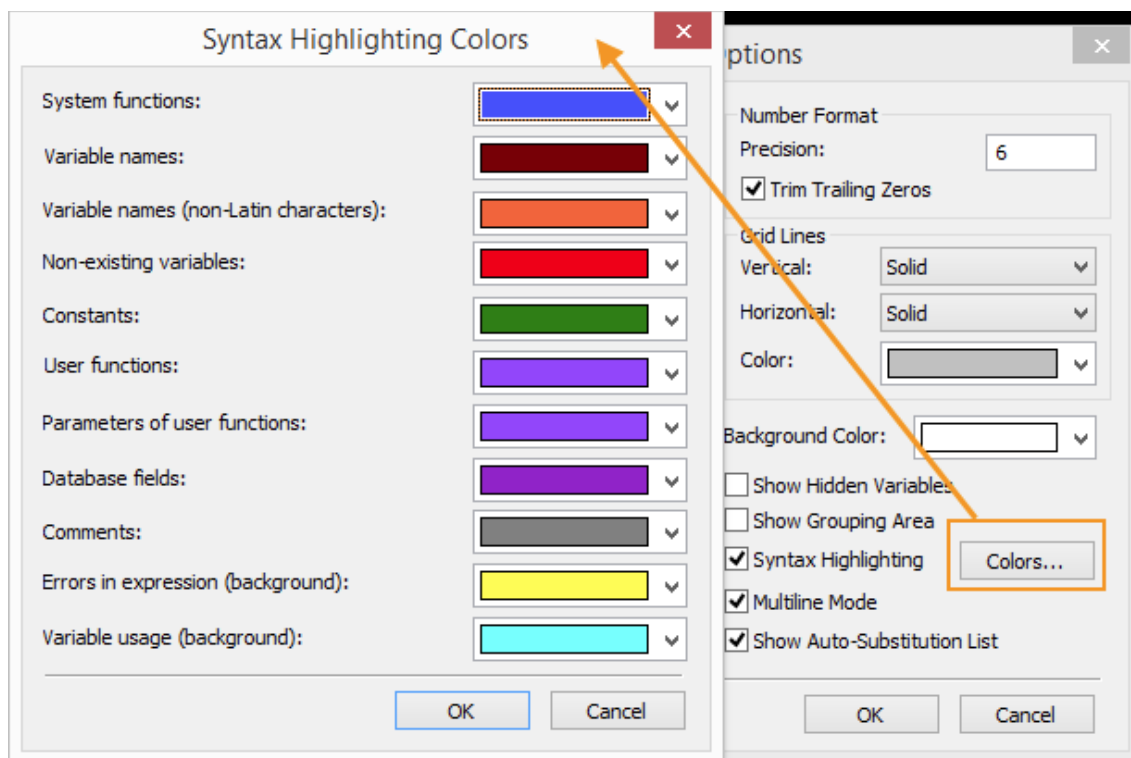 Syntax Highlighting Colors
System functions:
Variable names:
Variable names (non-Latin characters):
Non-existing variables:
Constants:
User functions:
Parameters of user functions:
Database fields:
Comments:
Errors in expression (background):
Variable usage (background):
OK Cancel
ptions
Number Format
Precision: 6
Trim Trailing Zeros
Grid Lines
Vertical: Solid
Horizontal: Solid
Color:
Background Color:
Show Hidden Variables
Show Grouping Area
Syntax Highlighting Colors...
Multiline Mode
Show Auto-Substitution List
OK Cancel